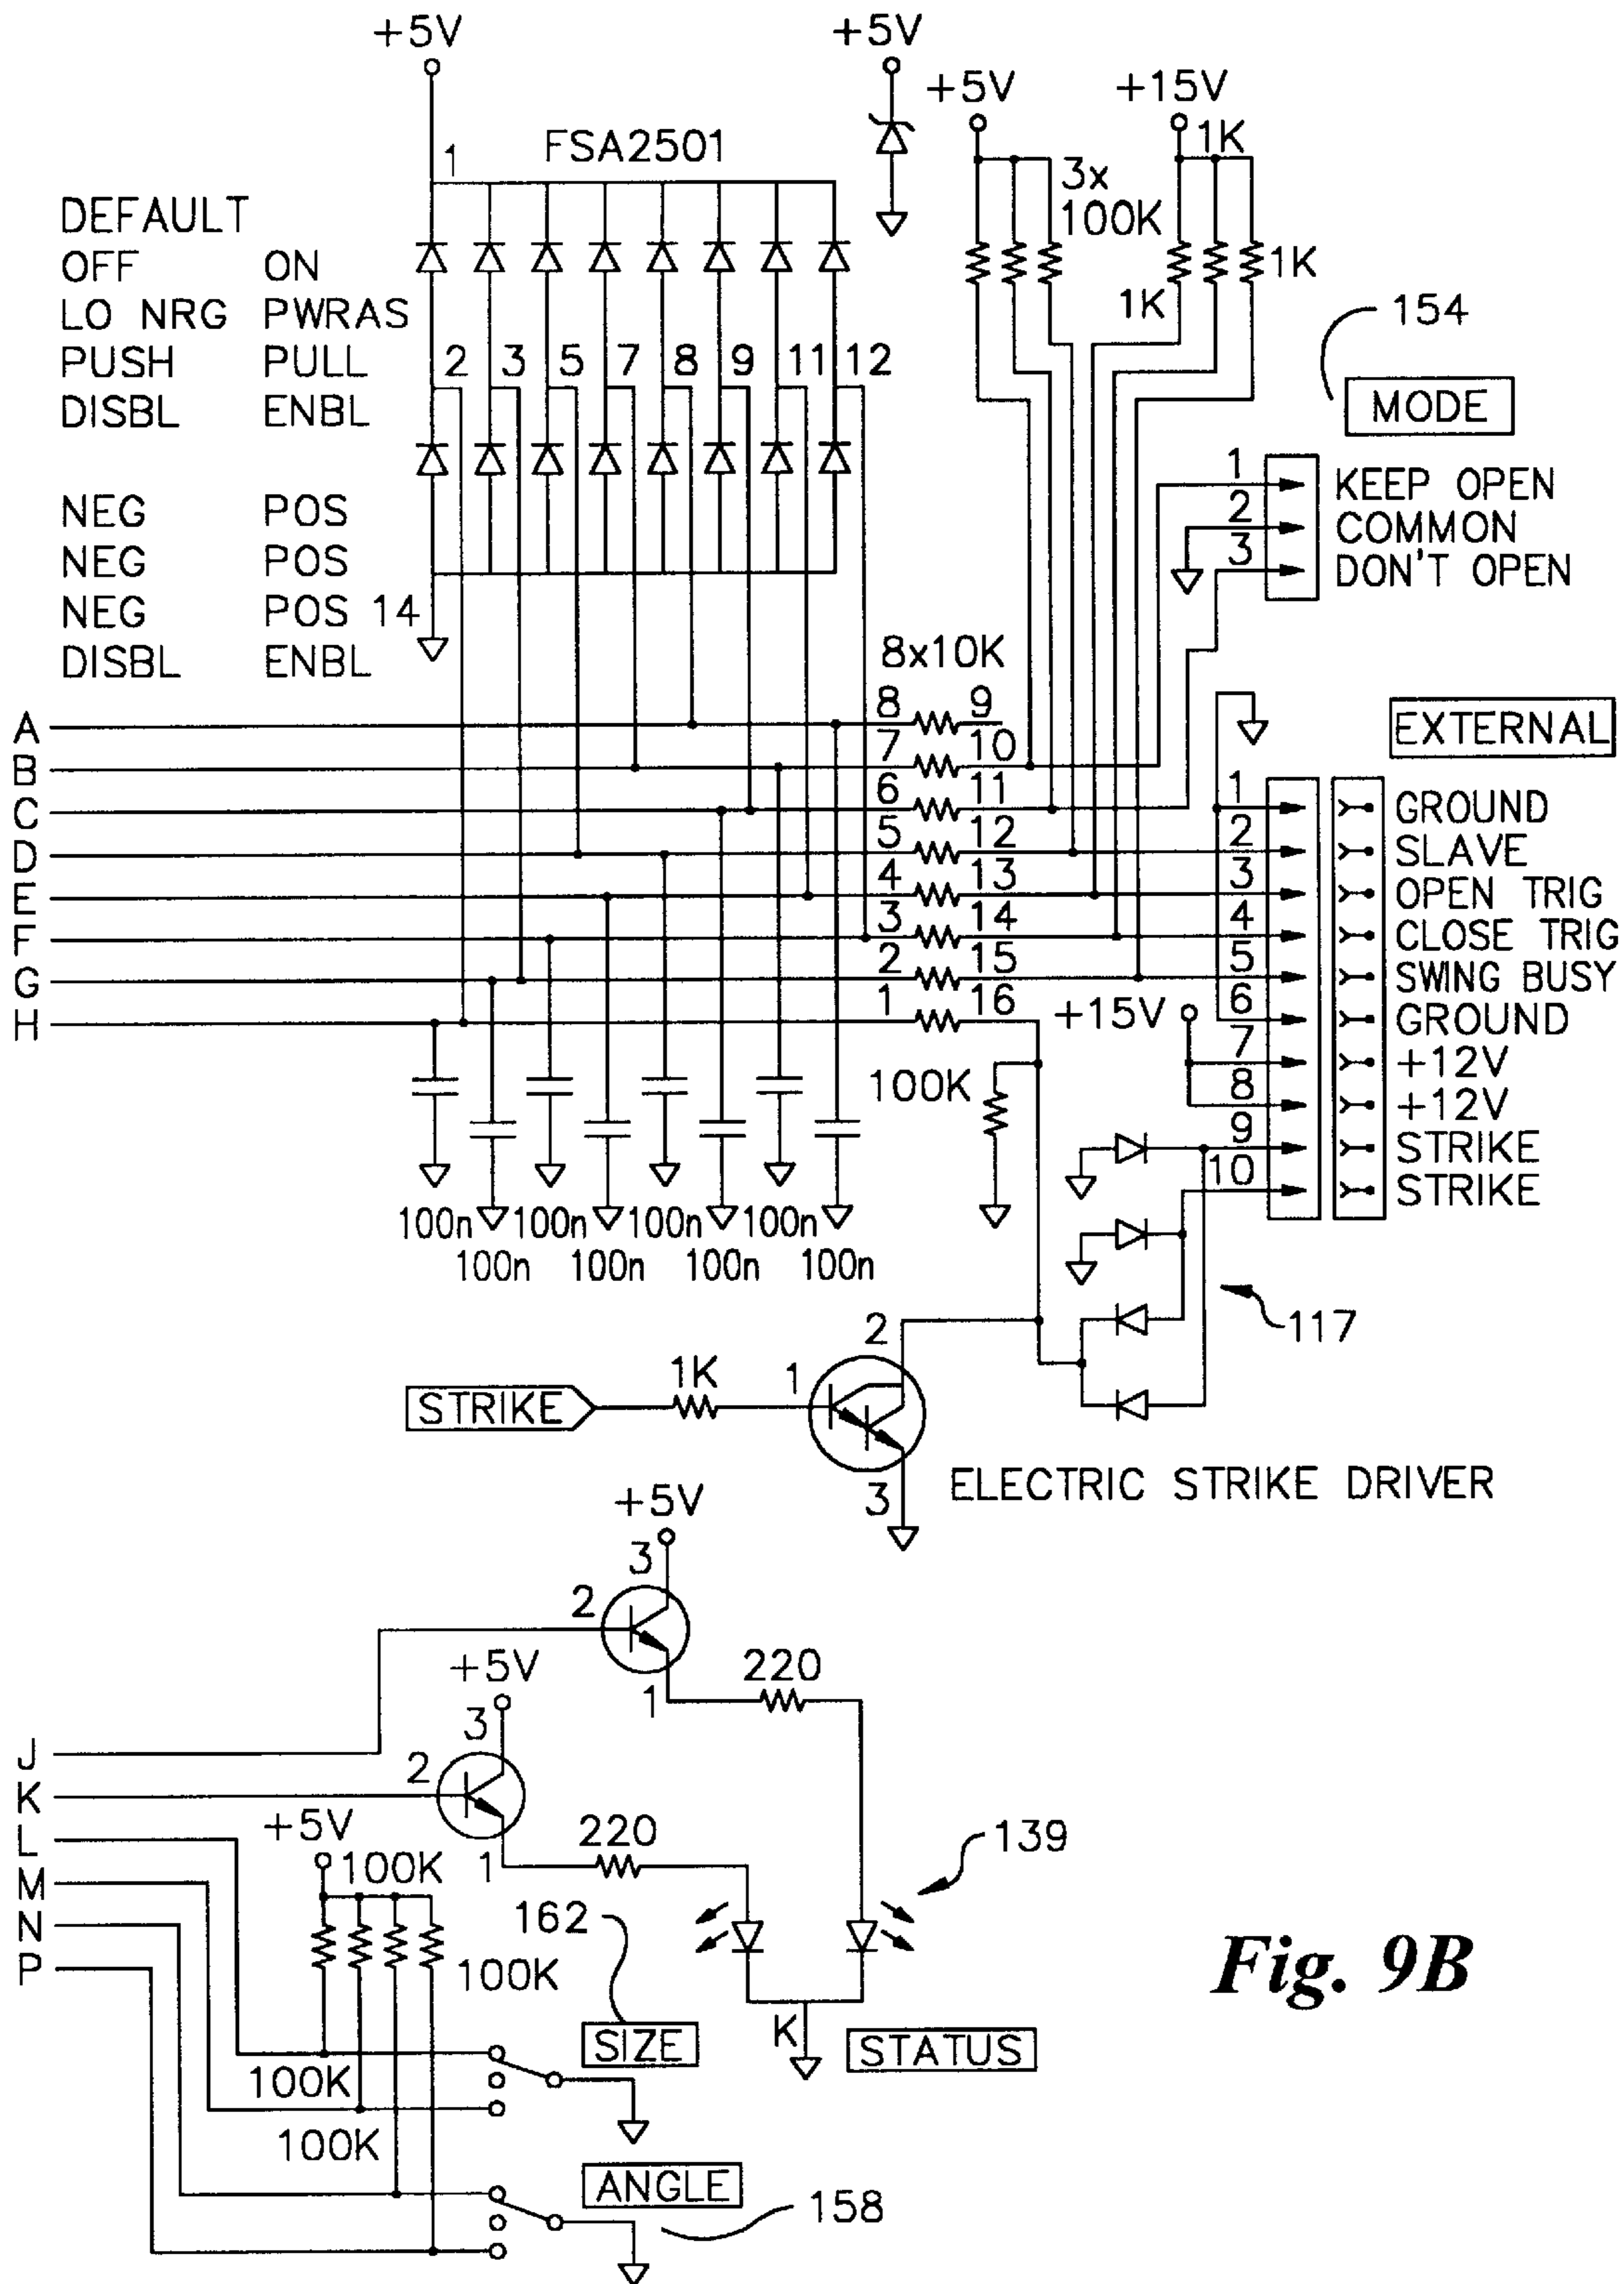 +5V
+5V
+5V
+15V
1
FSA2501
1K
3x
100K
DEFAULT
OFF ON
LO NRG PWRAS
1K
1K
154
PUSH PULL
2 3 5 7 8 9 11 12
DISBL ENBL
MODE
1 KEEP OPEN
2 COMMON
3 DON'T OPEN
NEG POS
NEG POS
NEG POS 14
DISBL ENBL
8x10K
EXTERNAL
A 8 9
B 7 10
C 6 11 1 GROUND
D 5 12 2 SLAVE
E 4 13 3 OPEN TRIG
F 3 14 4 CLOSE TRIG
G 2 15 5 SWING BUSY
H 1 16 +15V 6 GROUND
7 +12V
100K 8 +12V
9 STRIKE
10 STRIKE
100n 100n 100n 100n
100n 100n 100n 100n
117
2
STRIKE 1K 1
3
ELECTRIC STRIKE DRIVER
+5V
3
2
1
220
+5V
3
J
K 2
1
220
139
L +5V
M 100K
N
P
100K
162
SIZE
K
STATUS
100K
100K
ANGLE
158
Fig. 9B